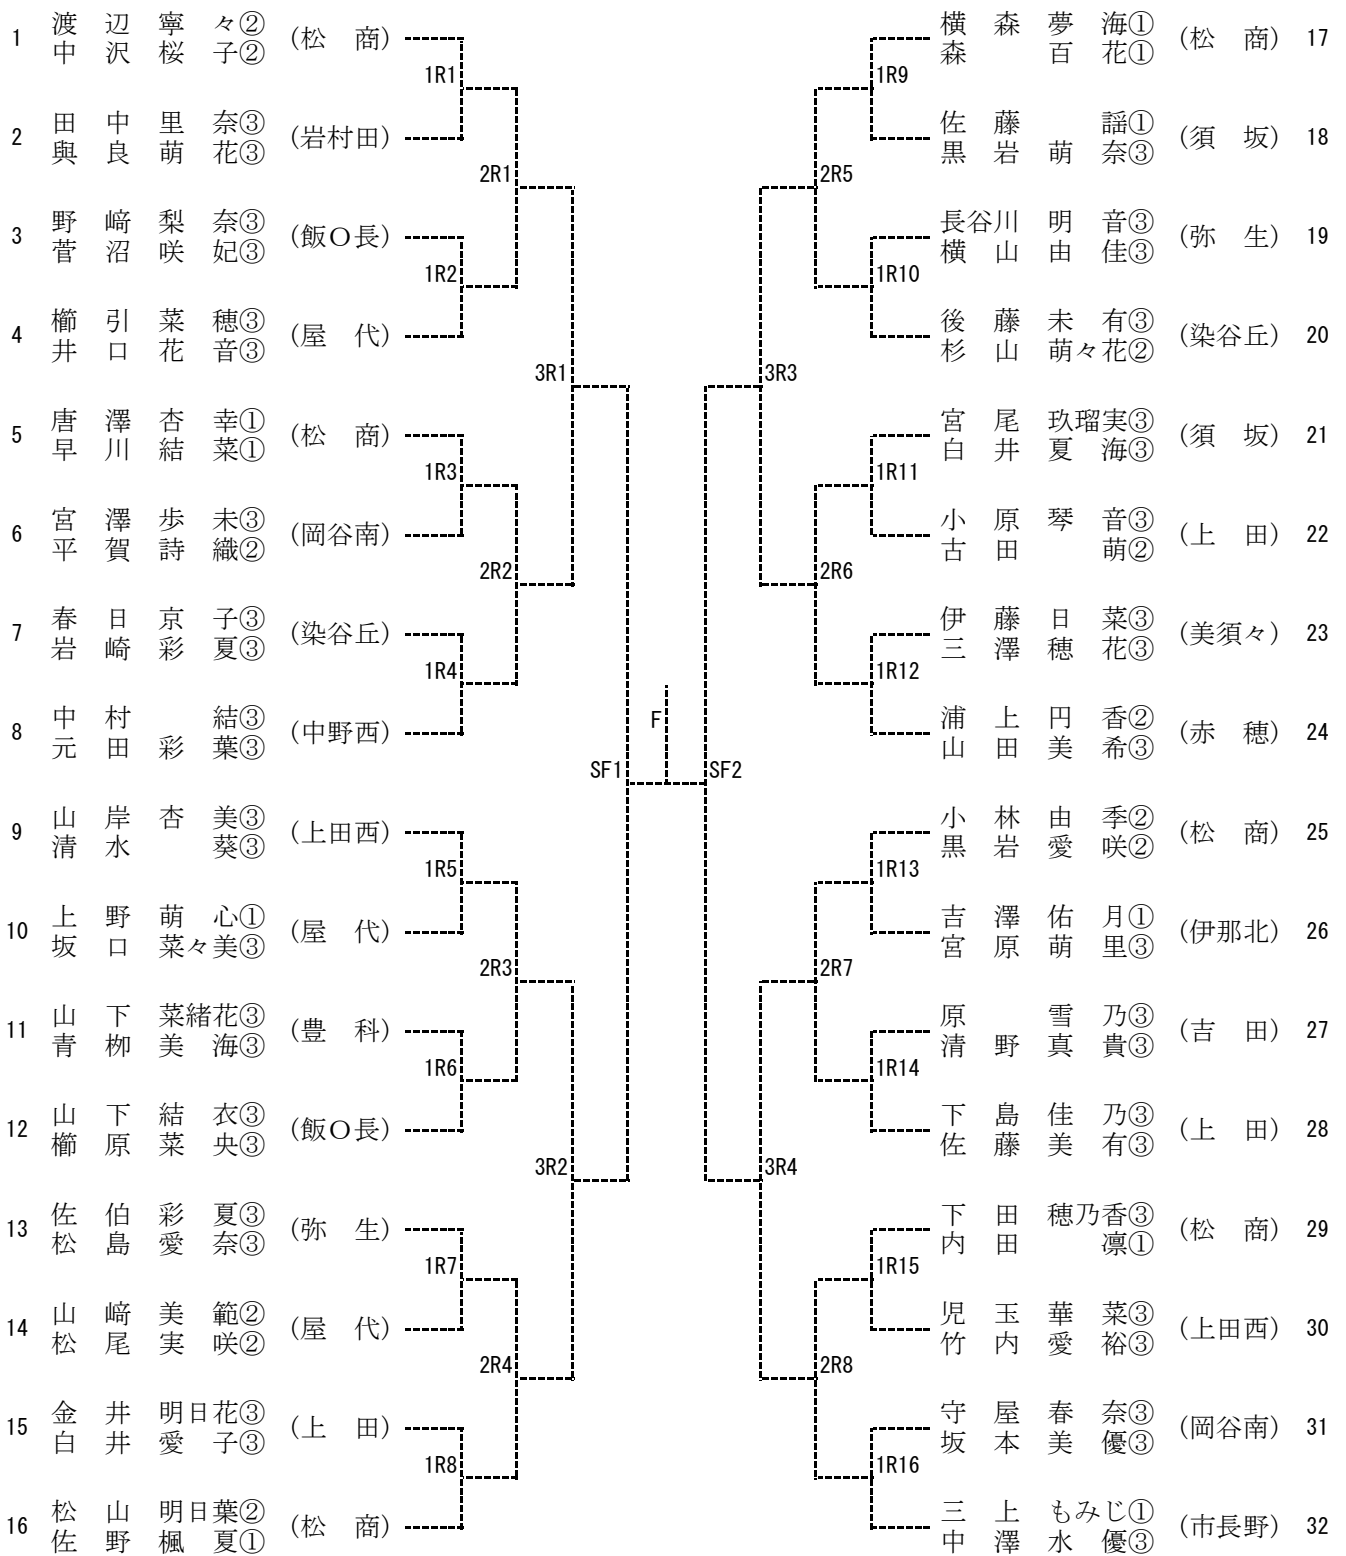 1 渡辺寧々② (松商)
中沢桜子②
1R1
2 田中里奈③ (岩村田)
與良萌花③
2R1
3 野﨑梨奈③ (飯O長)
菅沼咲妃③
1R2
4 櫛引菜穂③ (屋代)
井口花音③
3R1
5 唐澤杏幸① (松商)
早川結菜①
1R3
6 宮澤歩未③ (岡谷南)
平賀詩織②
2R2
7 春日京子③ (染谷丘)
岩崎彩夏③
1R4
8 中村結③ (中野西)
元田彩葉③
SF1
9 山岸杏美③ (上田西)
清水葵③
1R5
10 上野萌心① (屋代)
坂口菜々美③
2R3
11 山下菜緒花③ (豊科)
青栁美海③
1R6
12 山下結衣③ (飯O長)
櫛原菜央③
3R2
13 佐伯彩夏③ (弥生)
松島愛奈③
1R7
14 山﨑美範② (屋代)
松尾実咲②
2R4
15 金井明日花③ (上田)
白井愛子③
1R8
16 松山明日葉② (松商)
佐野楓夏①
F
横森夢海① (松商) 17
森百花①
1R9
佐藤謡① (須坂) 18
黒岩萌奈③
2R5
長谷川明音③ (弥生) 19
横山由佳③
1R10
後藤未有③ (染谷丘) 20
杉山萌々花②
3R3
宮尾玖瑠実③ (須坂) 21
白井夏海③
1R11
小原琴音③ (上田) 22
古田萌②
2R6
伊藤日菜③ (美須々) 23
三澤穂花③
1R12
浦上円香② (赤穂) 24
山田美希③
SF2
小林由季② (松商) 25
黒岩愛咲②
1R13
吉澤佑月① (伊那北) 26
宮原萌里③
2R7
原雪乃③ (吉田) 27
清野真貴③
1R14
下島佳乃③ (上田) 28
佐藤美有③
3R4
下田穂乃香③ (松商) 29
内田凛①
1R15
児玉華菜③ (上田西) 30
竹内愛裕③
2R8
守屋春奈③ (岡谷南) 31
坂本美優③
1R16
三上もみじ① (市長野) 32
中澤水優③